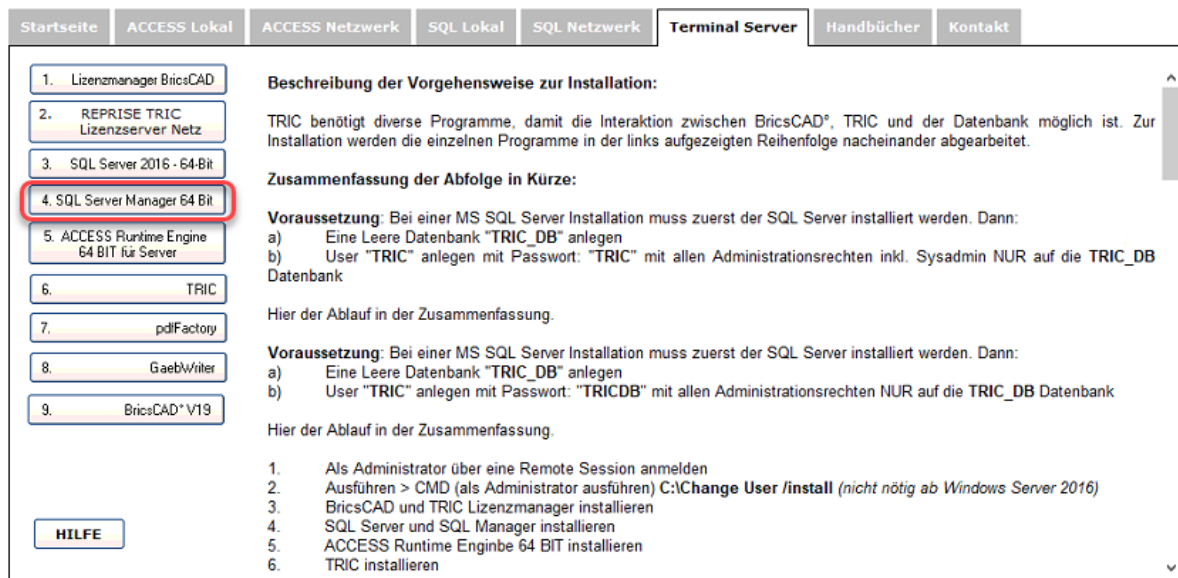 Startseite ACCESS Lokal ACCESS Netzwerk SQL Lokal SQL Netzwerk Terminal Server Handbücher Kontakt
1. Lizenzmanager BricsCAD
2. REPRISE TRIC
Lizenzserver Netz
3. SQL Server 2016 - 64-Bit
4. SQL Server Manager 64 Bit
5. ACCESS Runtime Engine
64 BIT für Server
6. TRIC
7. pdfFactory
8. GaebWriter
9. BricsCAD° V19
HILFE
Beschreibung der Vorgehensweise zur Installation:
TRIC benötigt diverse Programme, damit die Interaktion zwischen BricsCAD°, TRIC und der Datenbank möglich ist. Zur
Installation werden die einzelnen Programme in der links aufgezeigten Reihenfolge nacheinander abgearbeitet.
Zusammenfassung der Abfolge in Kürze:
Voraussetzung: Bei einer MS SQL Server Installation muss zuerst der SQL Server installiert werden. Dann:
a) Eine Leere Datenbank "TRIC_DB" anlegen
b) User "TRIC" anlegen mit Passwort: "TRIC" mit allen Administrationsrechten inkl. Sysadmin NUR auf die TRIC_DB
Datenbank
Hier der Ablauf in der Zusammenfassung.
Voraussetzung: Bei einer MS SQL Server Installation muss zuerst der SQL Server installiert werden. Dann:
a) Eine Leere Datenbank "TRIC_DB" anlegen
b) User "TRIC" anlegen mit Passwort: "TRICDB" mit allen Administrationsrechten NUR auf die TRIC_DB Datenbank
Hier der Ablauf in der Zusammenfassung.
1. Als Administrator über eine Remote Session anmelden
2. Ausführen > CMD (als Administrator ausführen) C:\Change User /install (nicht nötig ab Windows Server 2016)
3. BricsCAD und TRIC Lizenzmanager installieren
4. SQL Server und SQL Manager installieren
5. ACCESS Runtime Enginbe 64 BIT installieren
6. TRIC installieren